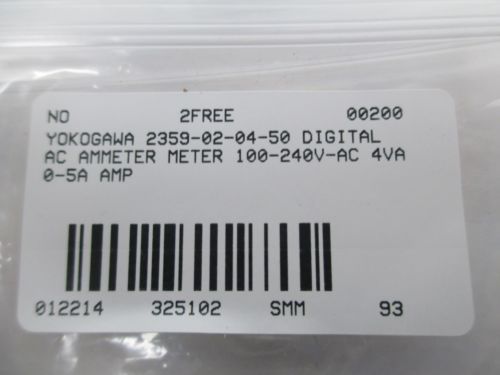 NO 2FREE 00200
YOKOGAWA 2359-02-04-50 DIGITAL
AC AMMETER METER 100-240V-AC 4VA
0-5A AMP
012214 325102 SMM 93